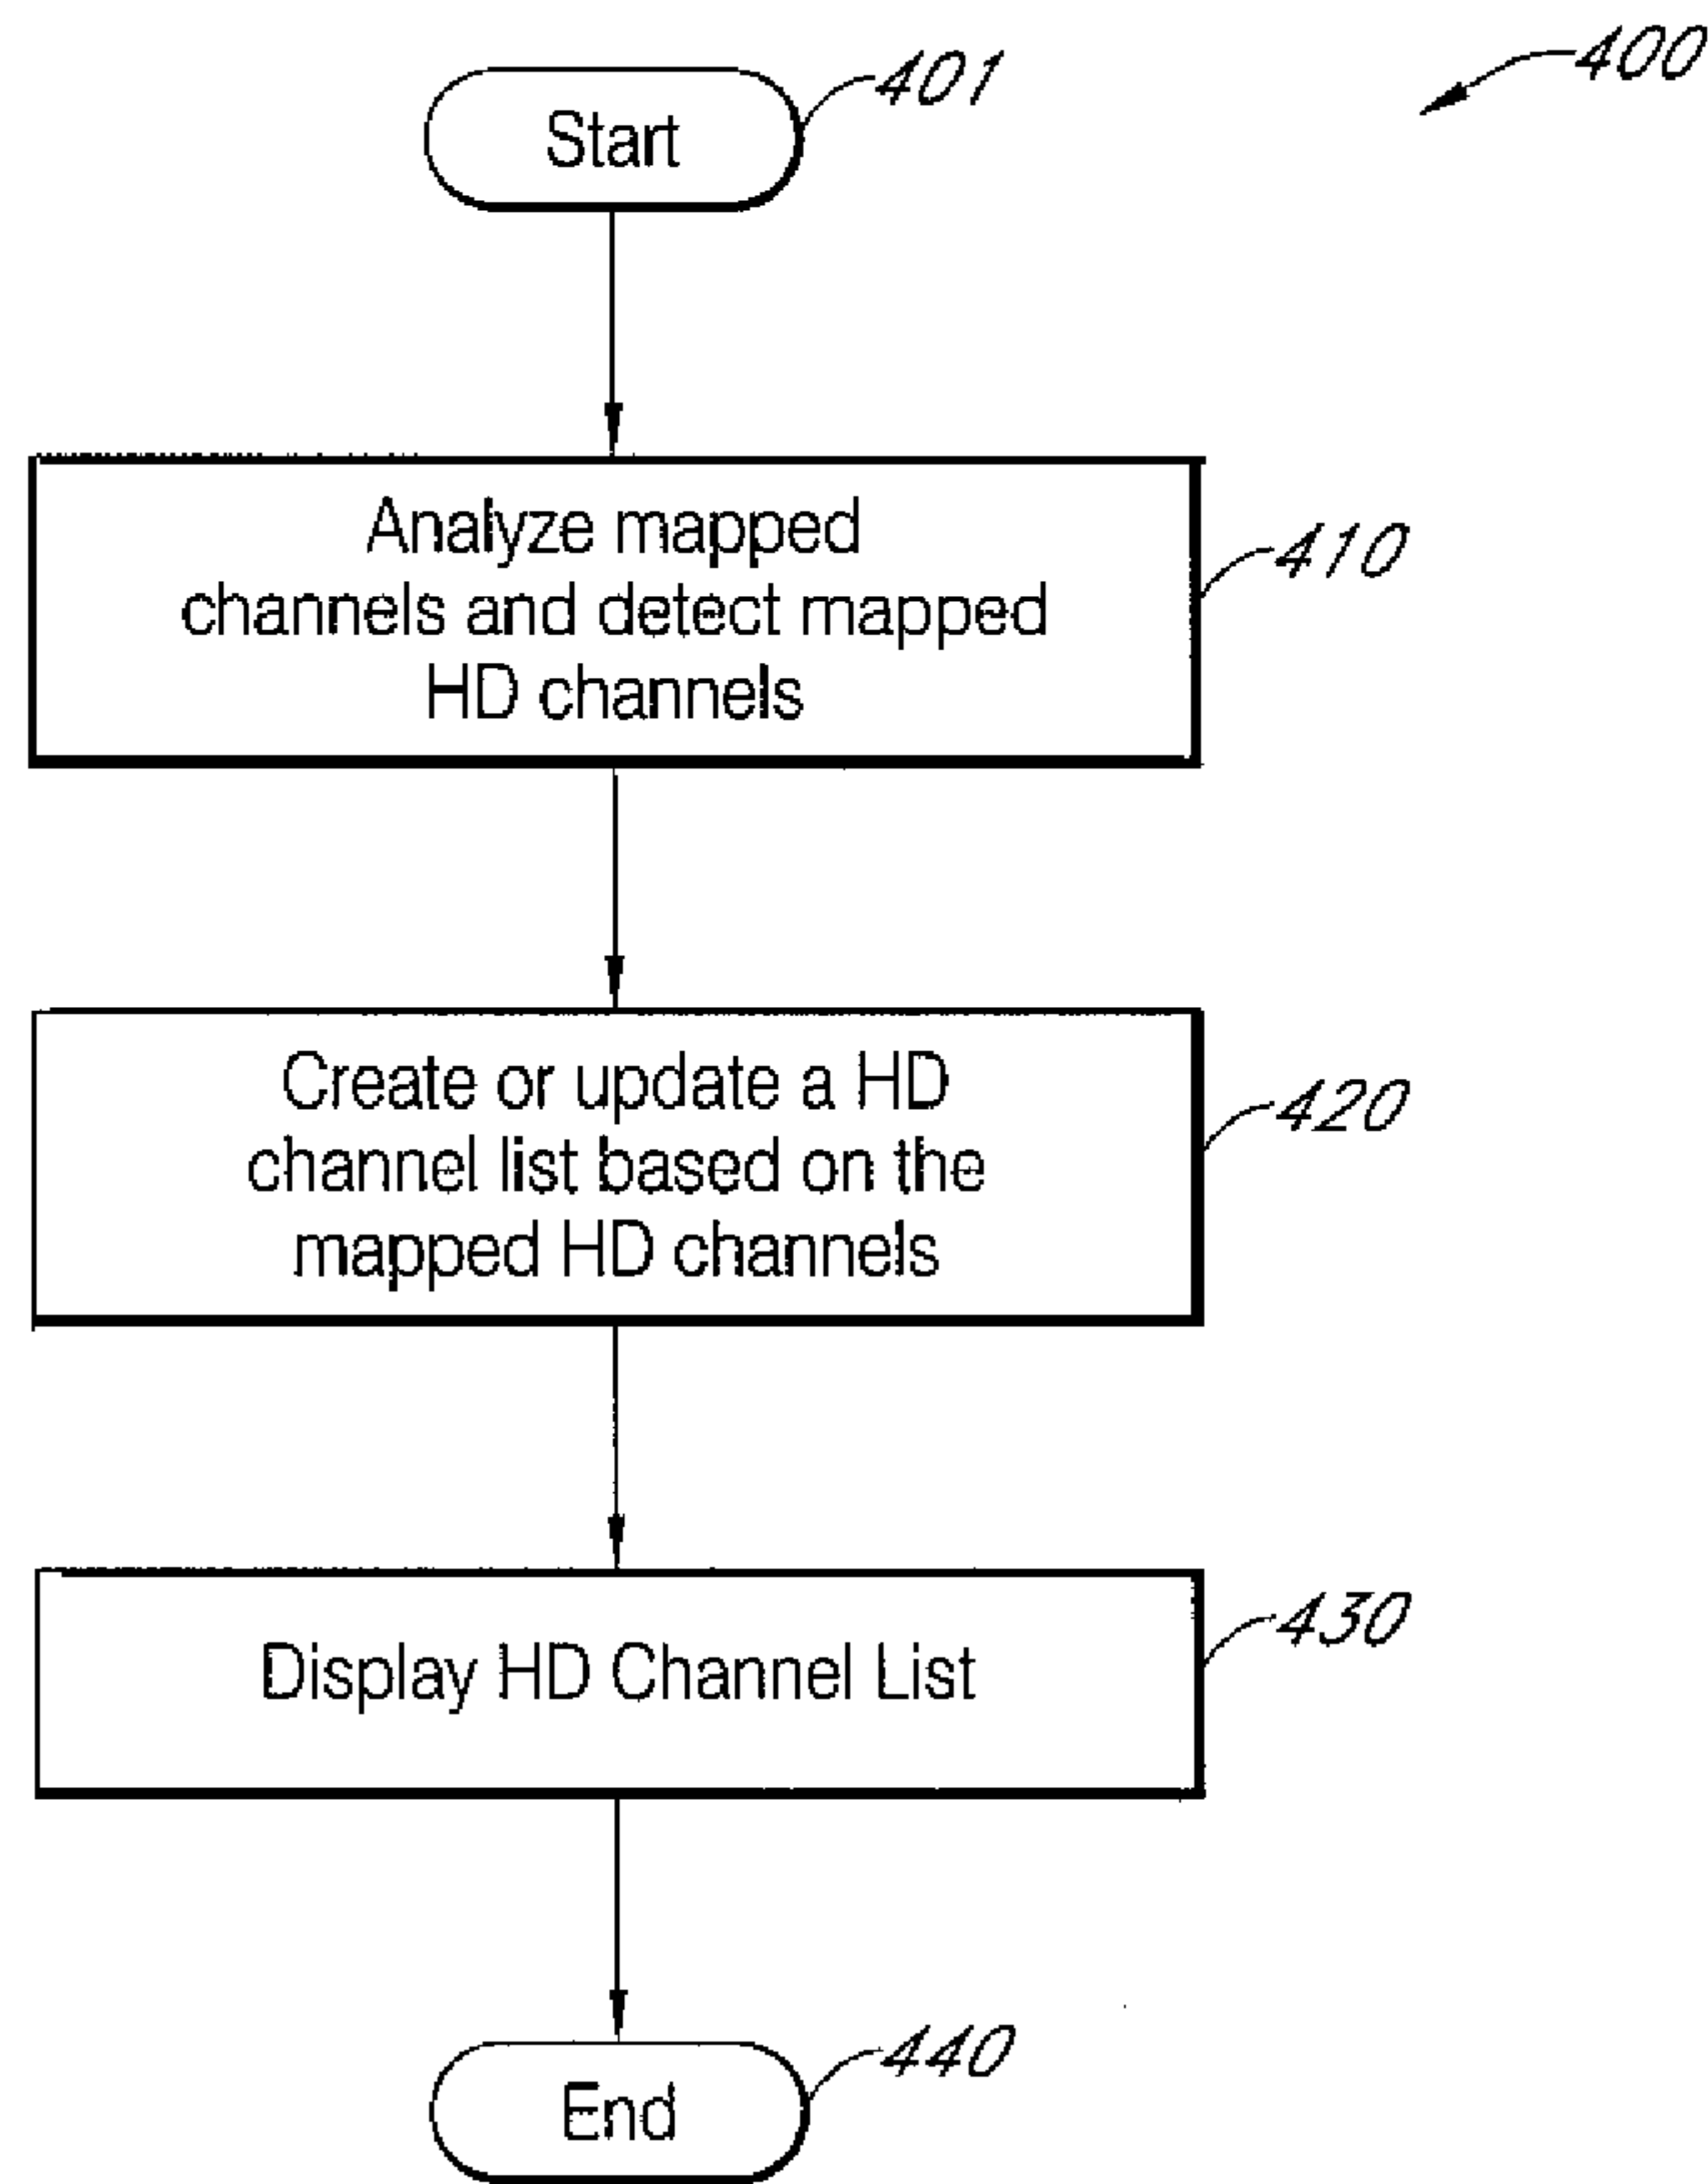 400
Start
401
Analyze mapped
channels and detect mapped
HD channels
410
Create or update a HD
channel list based on the
mapped HD channels
420
Display HD Channel List
430
End
440